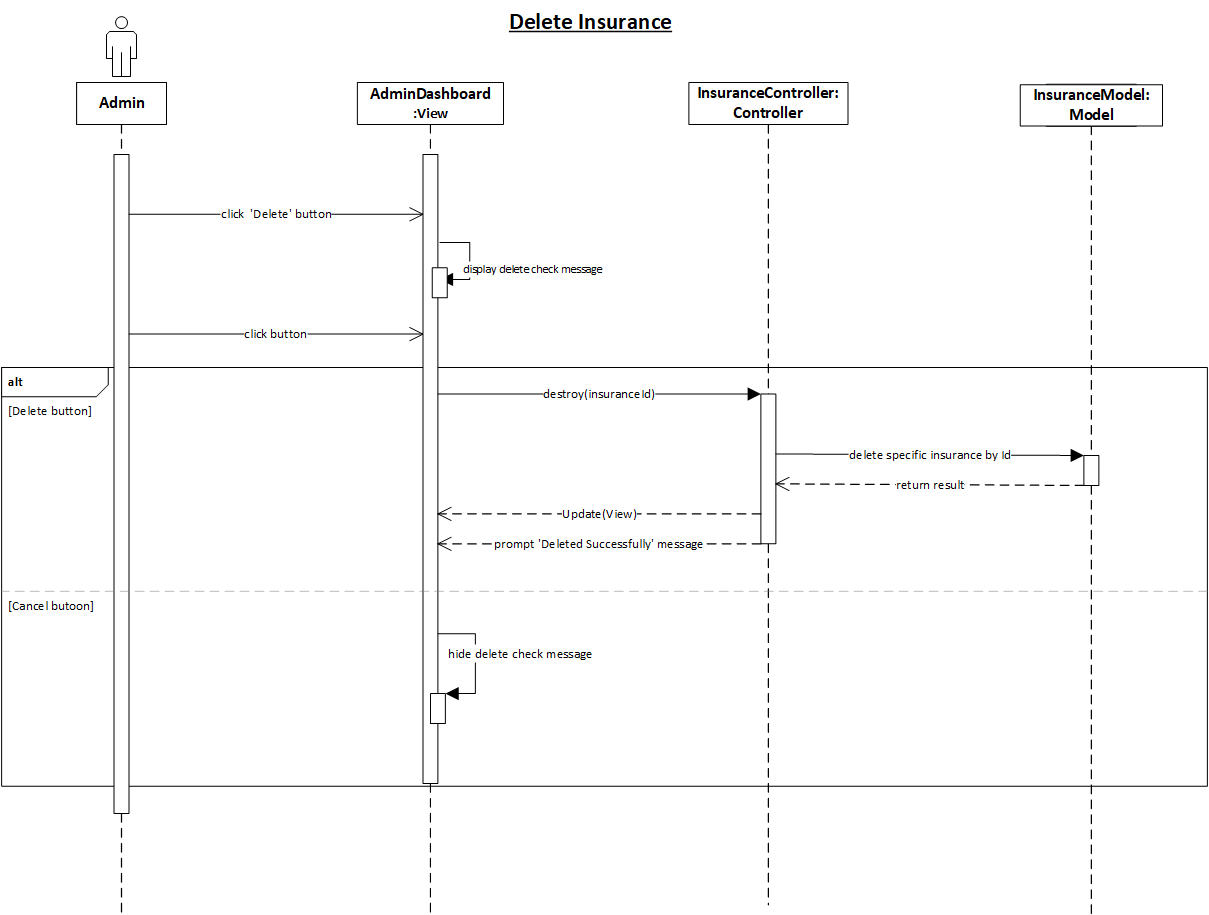 Delete Insurance
Admin
AdminDashboard
:View
InsuranceController:
Controller
InsuranceModel:
Model
click 'Delete' button
display delete check message
click button
alt
[Delete button]
destroy(insuranceId)
delete specific insurance by Id
return result
Update(View)
prompt 'Deleted Successfully' message
[Cancel butoon]
hide delete check message